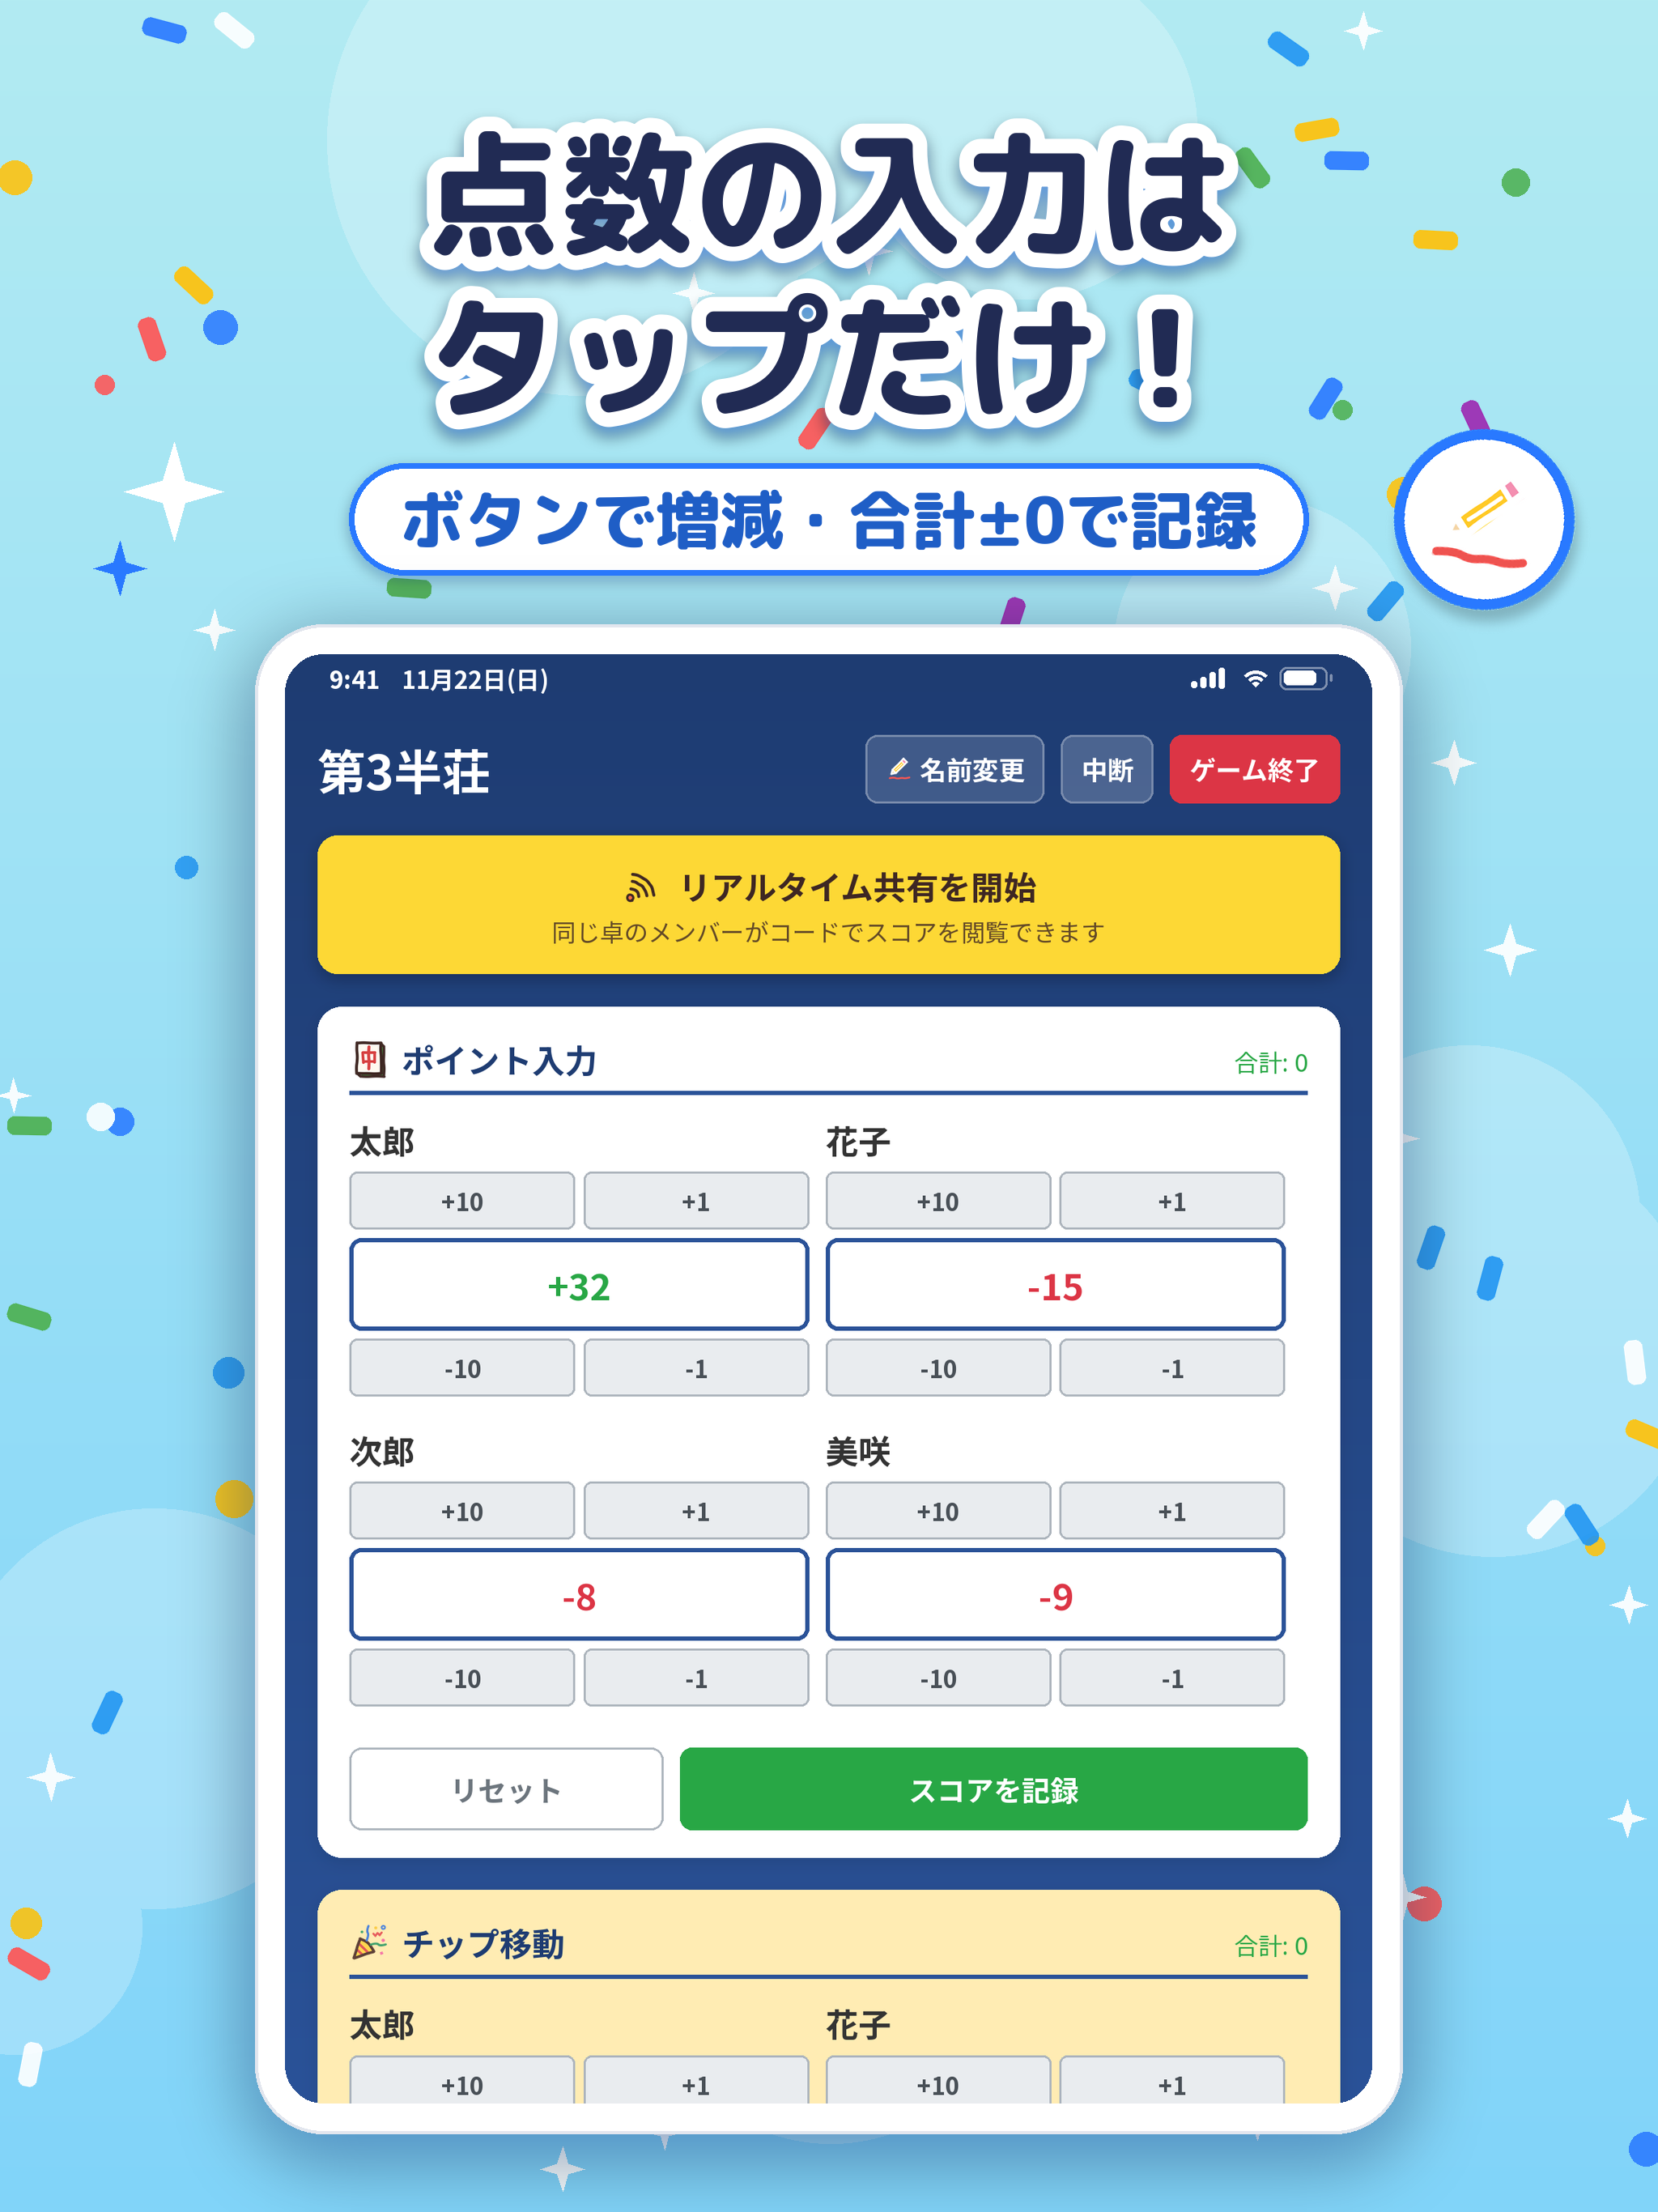 点数の入力は
タップだけ！
ボタンで増減・合計±0で記録
9:41 11月22日(日)
第3半荘
名前変更 中断 ゲーム終了
リアルタイム共有を開始
同じ卓のメンバーがコードでスコアを閲覧できます
中 ポイント入力 合計: 0
太郎 花子
+10 +1 +10 +1
+32 -15
-10 -1 -10 -1
次郎 美咲
+10 +1 +10 +1
-8 -9
-10 -1 -10 -1
リセット スコアを記録
チップ移動 合計: 0
太郎 花子
+10 +1 +10 +1